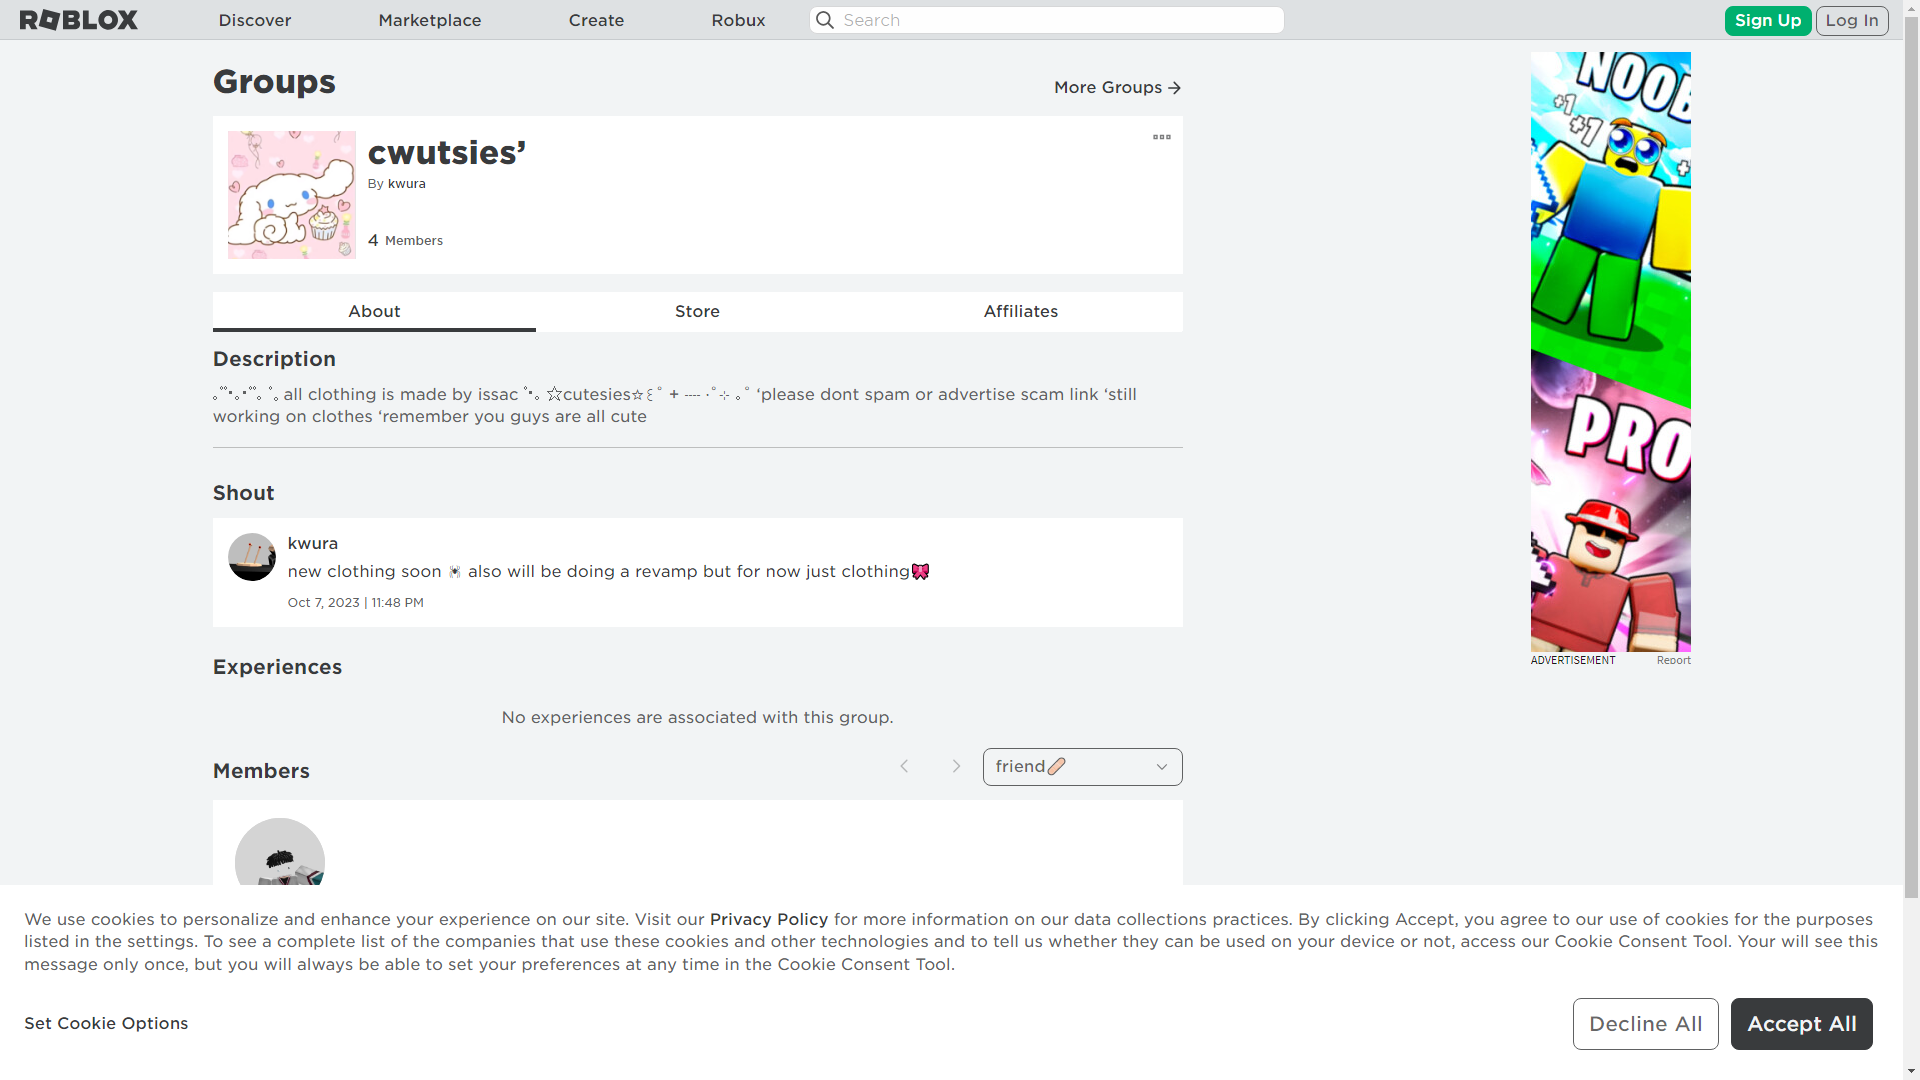 ROBLOX Discover Marketplace Create Robux Search Sign Up Log In
Groups
More Groups
cwutsies’
By kwura
4 Members
About Store Affiliates
Description
all clothing is made by issac ☆cutesies☆ ‘please dont spam or advertise scam link ‘still
working on clothes ‘remember you guys are all cute
Shout
kwura
new clothing soon 🕷 also will be doing a revamp but for now just clothing🎀
Oct 7, 2023 | 11:48 PM
Experiences
No experiences are associated with this group.
Members
friend🩹
NOOB
+1
+1
PRO
ADVERTISEMENT Report
We use cookies to personalize and enhance your experience on our site. Visit our Privacy Policy for more information on our data collections practices. By clicking Accept, you agree to our use of cookies for the purposes
listed in the settings. To see a complete list of the companies that use these cookies and other technologies and to tell us whether they can be used on your device or not, access our Cookie Consent Tool. Your will see this
message only once, but you will always be able to set your preferences at any time in the Cookie Consent Tool.
Set Cookie Options
Decline All
Accept All